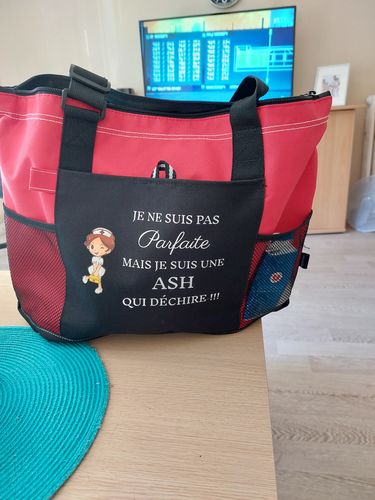 JE NE SUIS PAS
Parfaite
MAIS JE SUIS UNE
ASH
QUI DÉCHIRE !!!